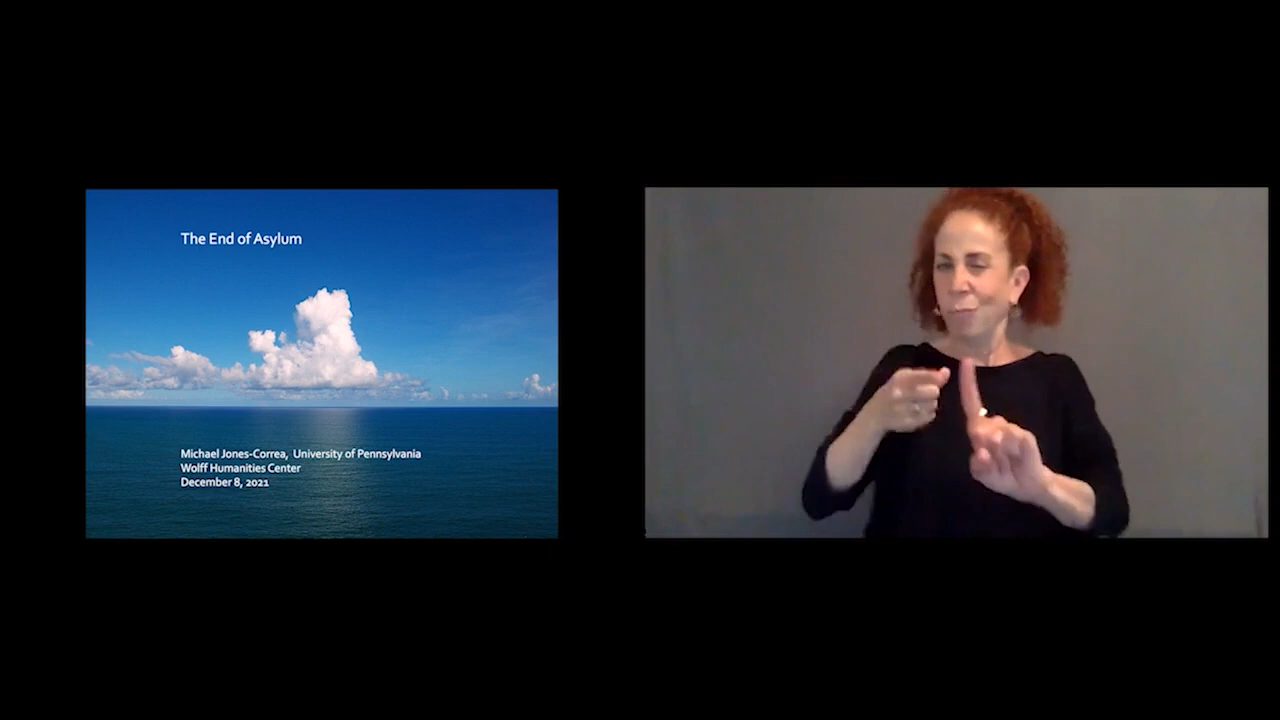 The End of Asylum
Michael Jones-Correa, University of Pennsylvania
Wolff Humanities Center
December 8, 2021